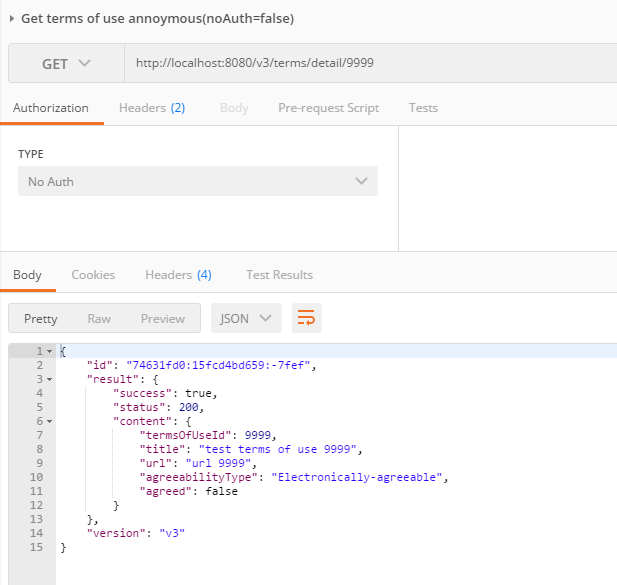 Get terms of use annoymous(noAuth=false)
GET http://localhost:8080/v3/terms/detail/9999
Authorization Headers (2) Body Pre-request Script Tests
TYPE
No Auth
Body Cookies Headers (4) Test Results
Pretty Raw Preview JSON
1 {
2 "id": "74631fd0:15fcd4bd659:-7fef",
3 "result": {
4 "success": true,
5 "status": 200,
6 "content": {
7 "termsOfUseId": 9999,
8 "title": "test terms of use 9999",
9 "url": "url 9999",
10 "agreeabilityType": "Electronically-agreeable",
11 "agreed": false
12 }
13 },
14 "version": "v3"
15 }